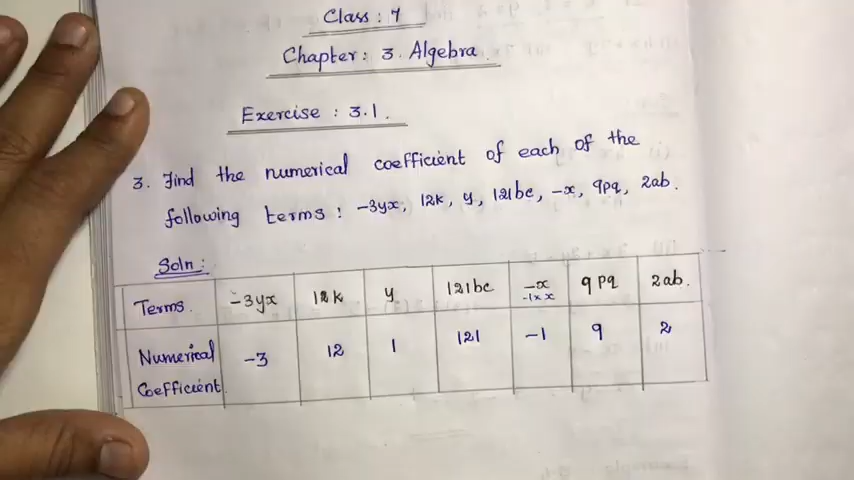 Class : 7
Chapter : 3. Algebra
Exercise : 3.1.
3. Find the numerical coefficient of each of the
following terms : -3yx, 12k, y, 121bc, -x, 9pq, 2ab.
Soln :
Terms. -3yx 12k y 121bc -x 9pq 2ab.
-1 x x
Numerical -3 12 1 121 -1 9 2
Coefficient.